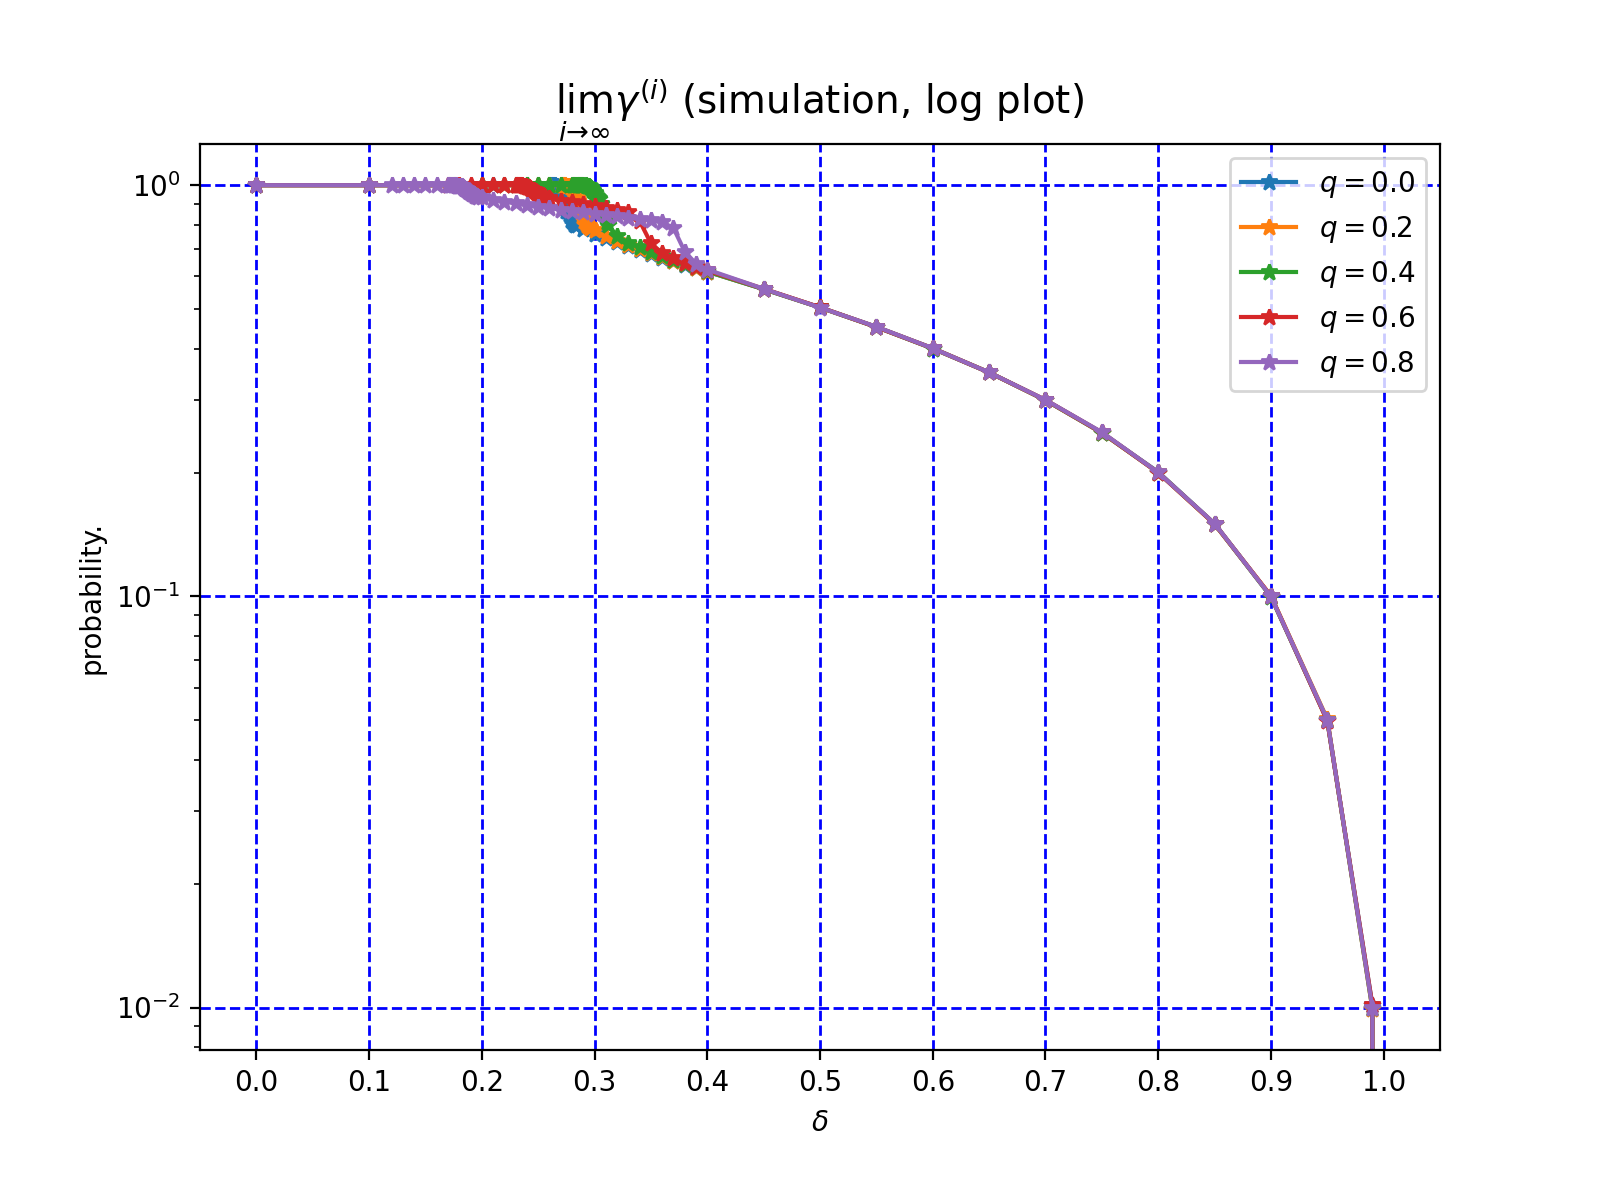 lim γ⁽ⁱ⁾ (simulation, log plot)
i→∞
10⁰
10⁻¹
10⁻²
probability.
q = 0.0
q = 0.2
q = 0.4
q = 0.6
q = 0.8
0.0 0.1 0.2 0.3 0.4 0.5 0.6 0.7 0.8 0.9 1.0
δ